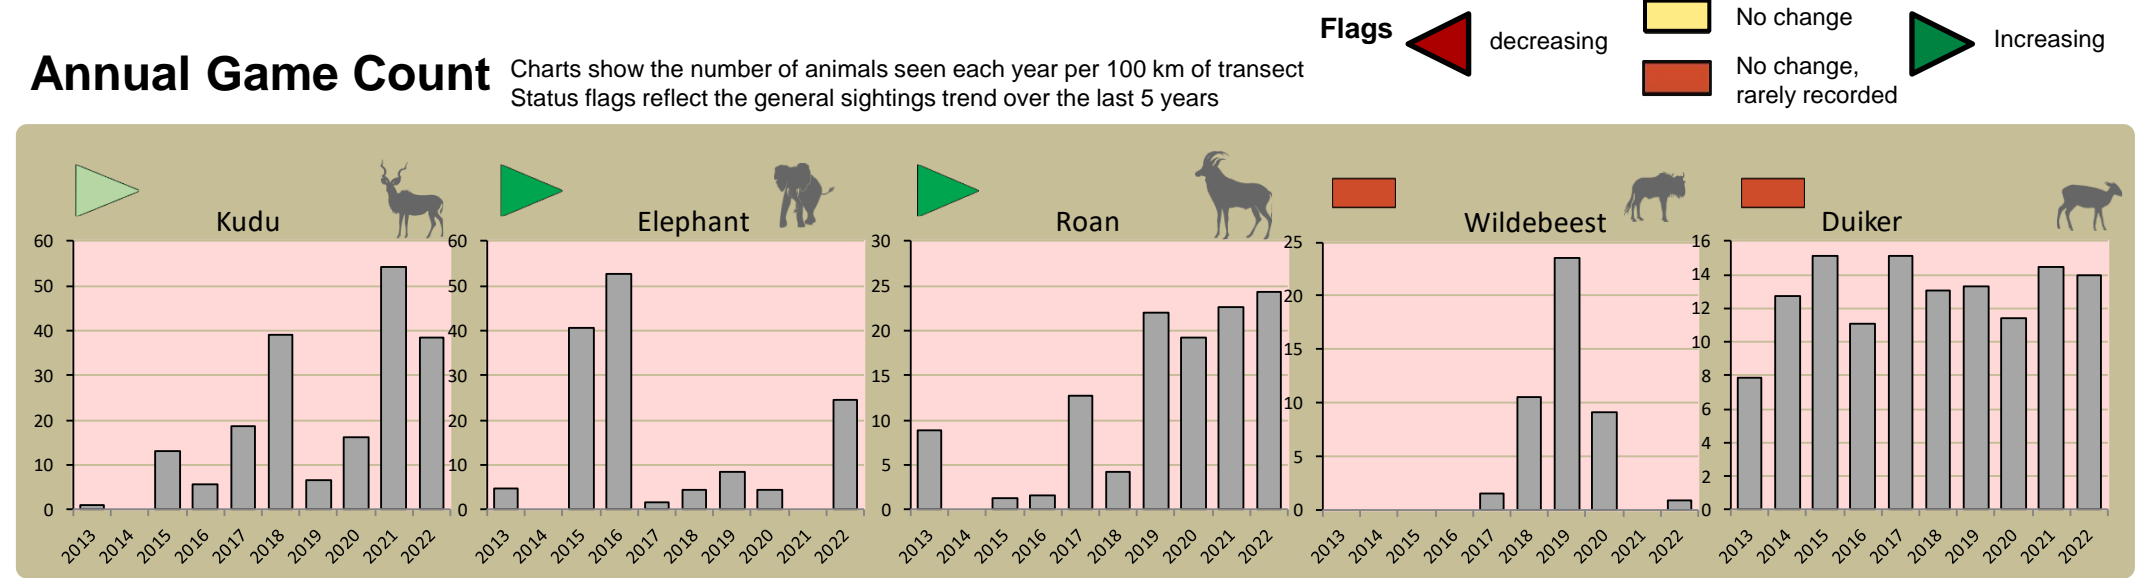 Flags
decreasing
No change
No change,
rarely recorded
Increasing
Annual Game Count
Charts show the number of animals seen each year per 100 km of transect
Status flags reflect the general sightings trend over the last 5 years
Kudu
60
50
40
30
20
10
0
2013 2014 2015 2016 2017 2018 2019 2020 2021 2022
Elephant
60
50
40
30
20
10
0
2013 2014 2015 2016 2017 2018 2019 2020 2021 2022
Roan
30
25
20
15
10
5
0
2013 2014 2015 2016 2017 2018 2019 2020 2021 2022
Wildebeest
25
20
15
10
5
0
2013 2014 2015 2016 2017 2018 2019 2020 2021 2022
Duiker
16
14
12
10
8
6
4
2
0
2013 2014 2015 2016 2017 2018 2019 2020 2021 2022